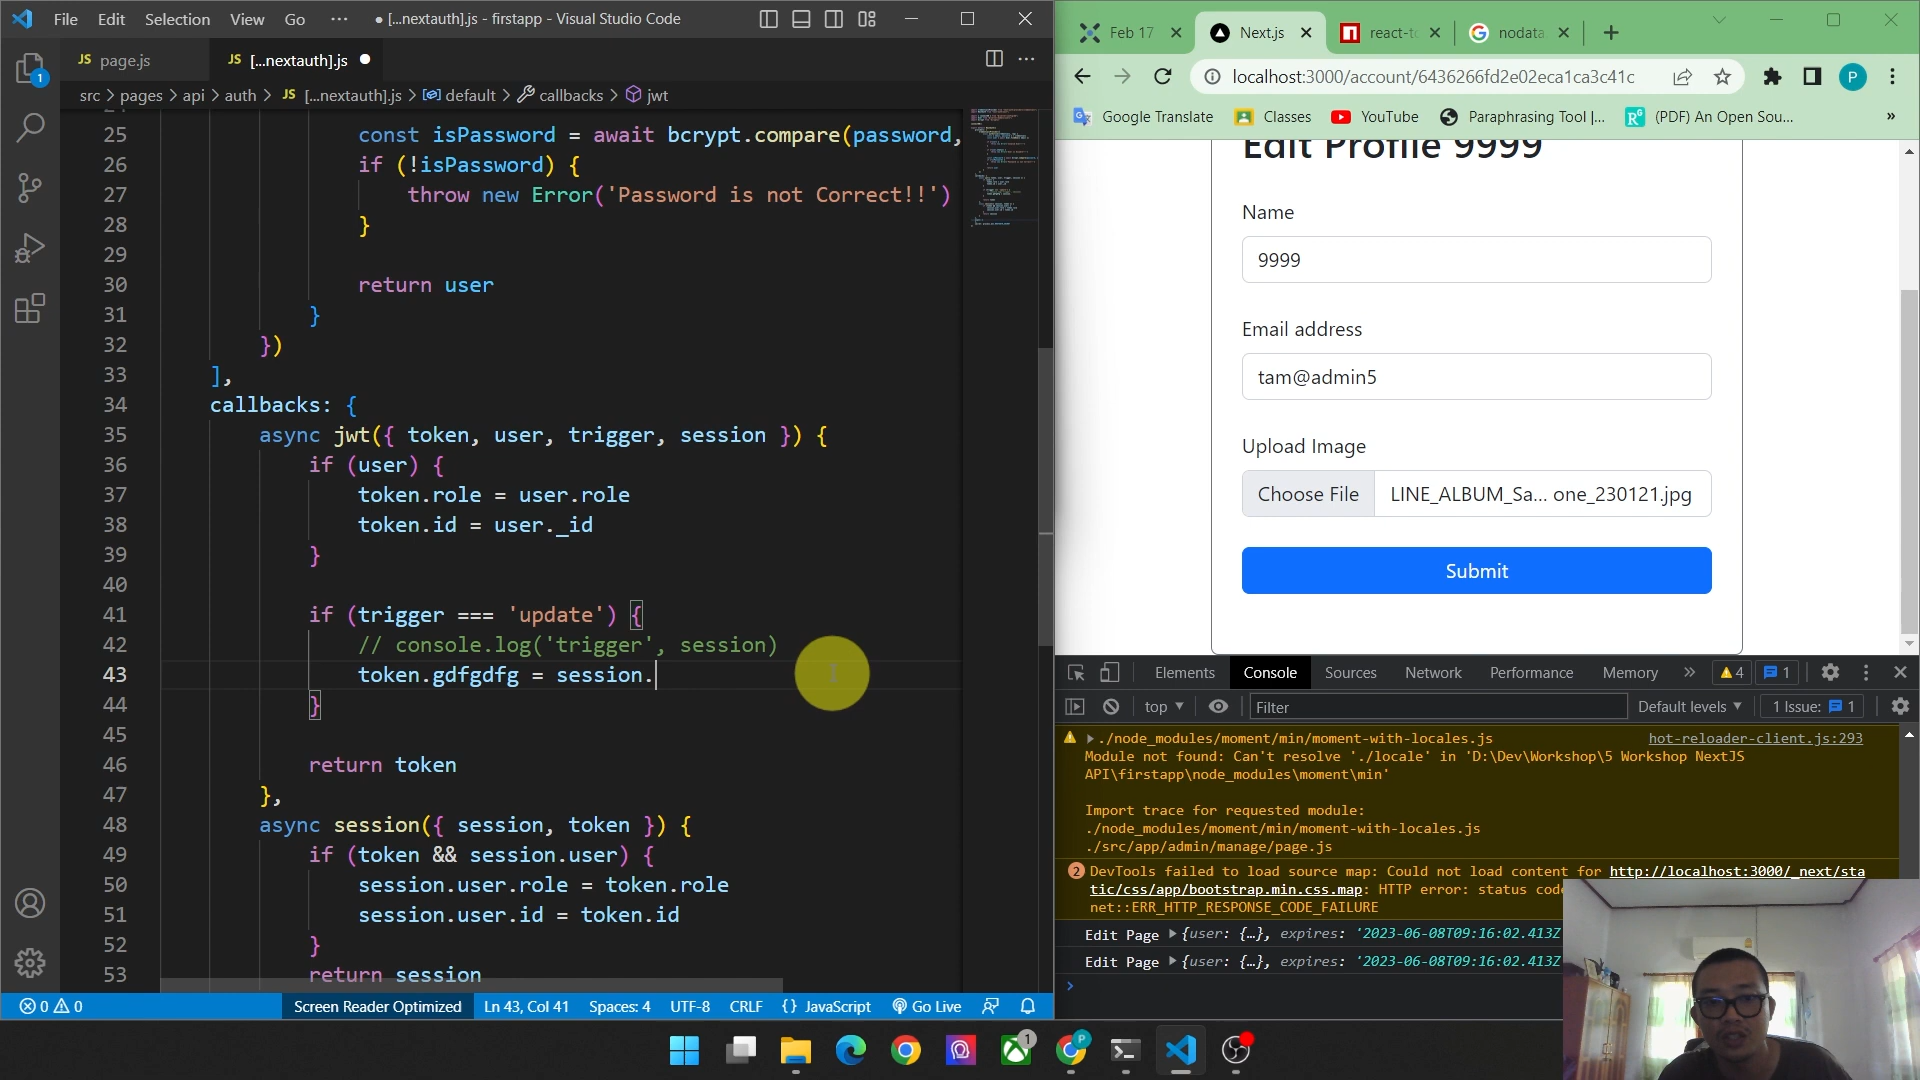 File Edit Selection View Go ··· ● [...nextauth].js - firstapp - Visual Studio Code
JS page.js JS [...nextauth].js ●
src > pages > api > auth > JS [...nextauth].js > default > callbacks > jwt
25 const isPassword = await bcrypt.compare(password,
26 if (!isPassword) {
27 throw new Error('Password is not Correct!!')
28 }
29
30 return user
31 }
32 })
33 ],
34 callbacks: {
35 async jwt({ token, user, trigger, session }) {
36 if (user) {
37 token.role = user.role
38 token.id = user._id
39 }
40
41 if (trigger === 'update') {
42 // console.log('trigger', session)
43 token.gdfgdfg = session.
44 }
45
46 return token
47 },
48 async session({ session, token }) {
49 if (token && session.user) {
50 session.user.role = token.role
51 session.user.id = token.id
52 }
53 return session
1
0 0 Screen Reader Optimized Ln 43, Col 41 Spaces: 4 UTF-8 CRLF {} JavaScript Go Live
Feb 17 Next.js react-to nodata
localhost:3000/account/6436266fd2e02eca1ca3c41c P
Google Translate Classes YouTube Paraphrasing Tool |... (PDF) An Open Sou... »
Edit Profile 9999
Name
9999
Email address
tam@admin5
Upload Image
Choose File LINE_ALBUM_Sa... one_230121.jpg
Submit
Elements Console Sources Network Performance Memory » 4 1
top Filter Default levels 1 Issue: 1
./node_modules/moment/min/moment-with-locales.js hot-reloader-client.js:293
Module not found: Can't resolve './locale' in 'D:\Dev\Workshop\5 Workshop NextJS
API\firstapp\node_modules\moment\min'
Import trace for requested module:
./node_modules/moment/min/moment-with-locales.js
./src/app/admin/manage/page.js
2 DevTools failed to load source map: Could not load content for http://localhost:3000/_next/sta
tic/css/app/bootstrap.min.css.map: HTTP error: status cod
net::ERR_HTTP_RESPONSE_CODE_FAILURE
Edit Page {user: {…}, expires: '2023-06-08T09:16:02.413Z
Edit Page {user: {…}, expires: '2023-06-08T09:16:02.413Z
1 P